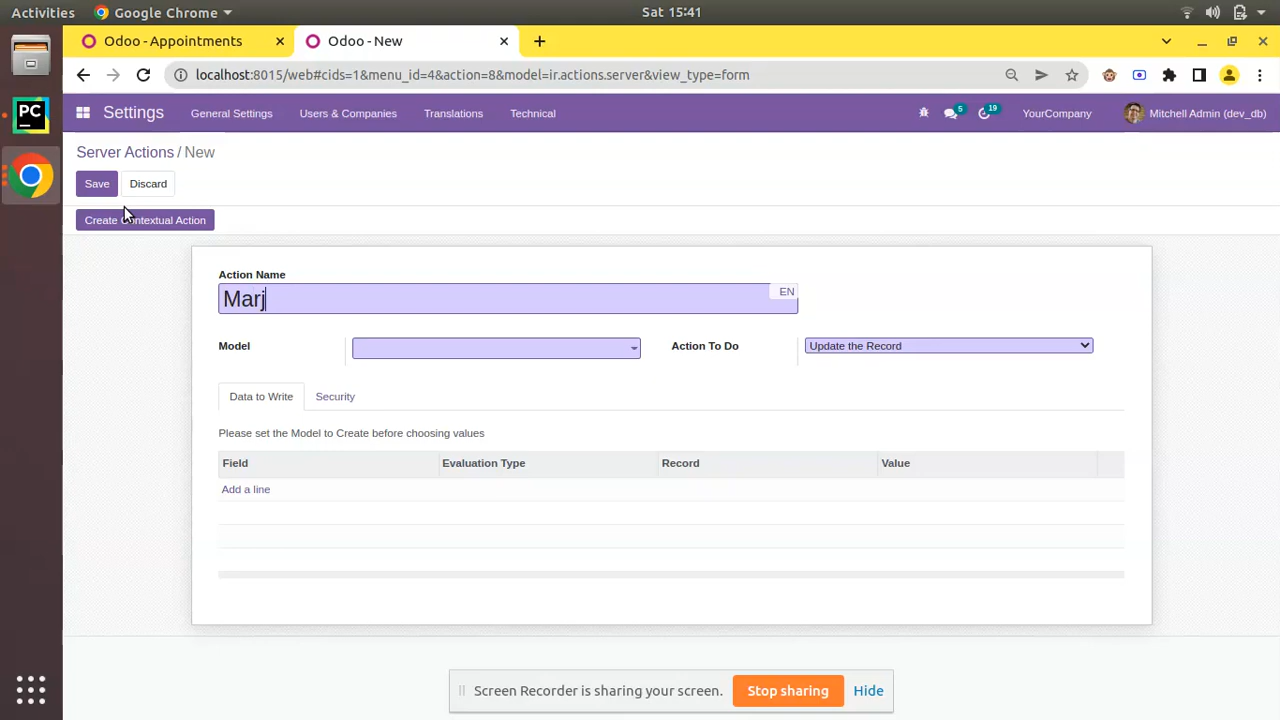 Activities Google Chrome Sat 15:41
Odoo - Appointments Odoo - New
localhost:8015/web#cids=1&menu_id=4&action=8&model=ir.actions.server&view_type=form
Settings General Settings Users & Companies Translations Technical 5 19 YourCompany Mitchell Admin (dev_db)
Server Actions / New
Save Discard
Create Contextual Action
Action Name
Marj EN
Model Action To Do Update the Record
Data to Write Security
Please set the Model to Create before choosing values
Field Evaluation Type Record Value
Add a line
Screen Recorder is sharing your screen. Stop sharing Hide
PC